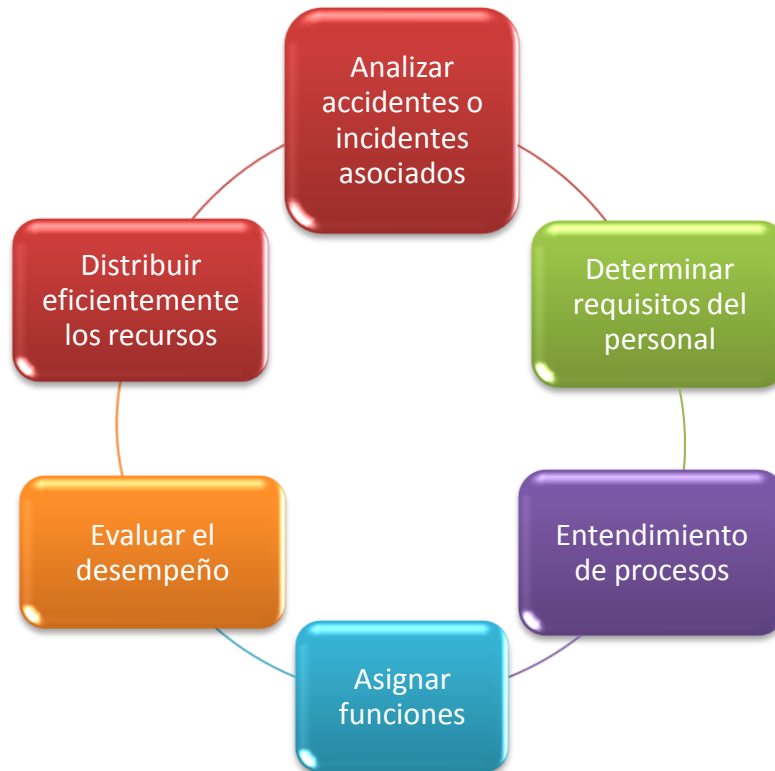 Analizar
accidentes o
incidentes
asociados
Determinar
requisitos del
personal
Entendimiento
de procesos
Asignar
funciones
Evaluar el
desempeño
Distribuir
eficientemente
los recursos